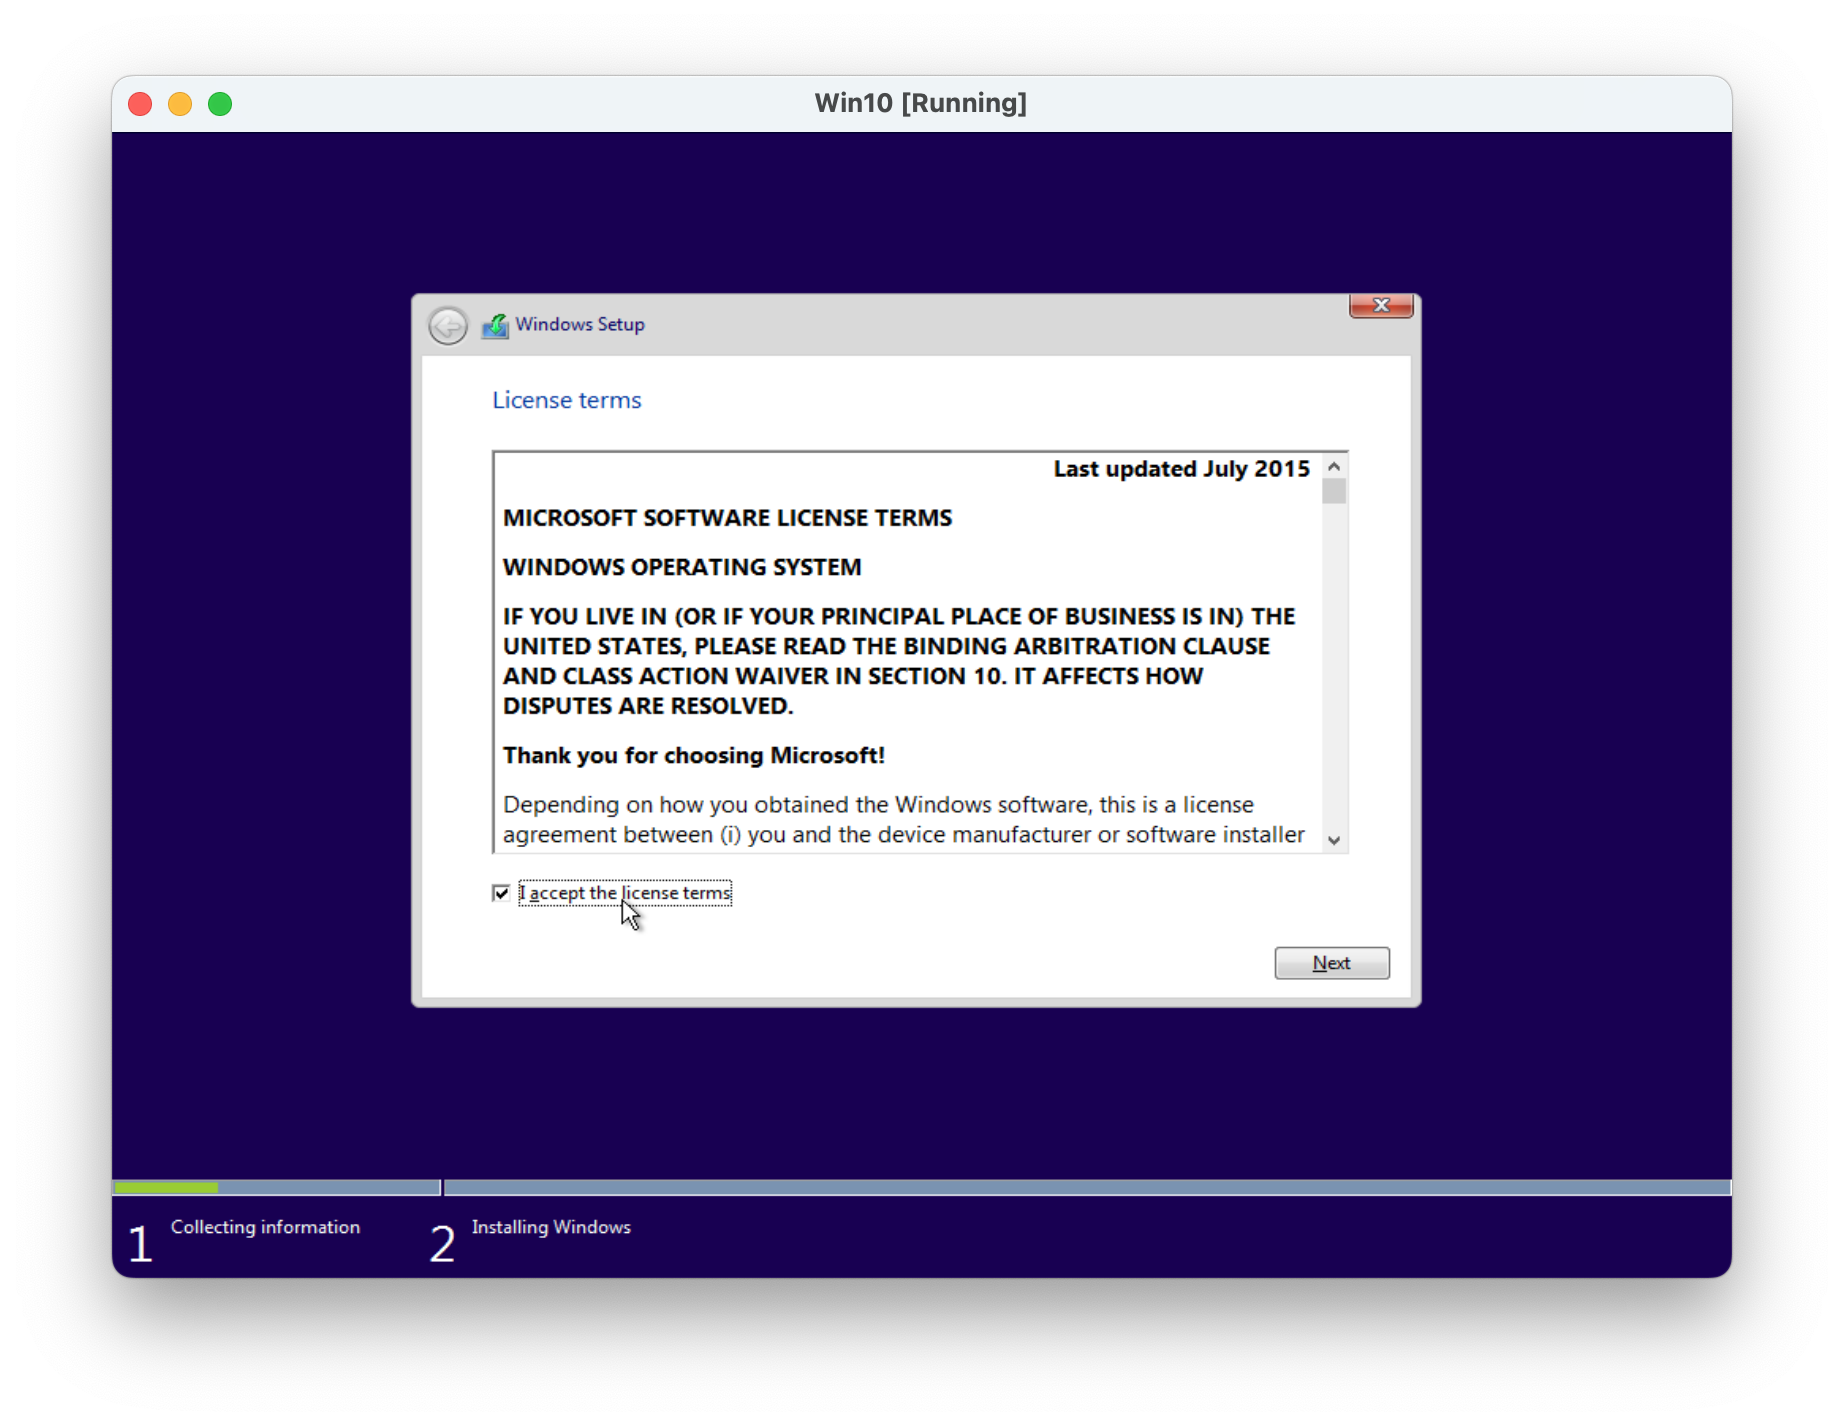 Win10 [Running]
Windows Setup
License terms
Last updated July 2015
MICROSOFT SOFTWARE LICENSE TERMS
WINDOWS OPERATING SYSTEM
IF YOU LIVE IN (OR IF YOUR PRINCIPAL PLACE OF BUSINESS IS IN) THE
UNITED STATES, PLEASE READ THE BINDING ARBITRATION CLAUSE
AND CLASS ACTION WAIVER IN SECTION 10. IT AFFECTS HOW
DISPUTES ARE RESOLVED.
Thank you for choosing Microsoft!
Depending on how you obtained the Windows software, this is a license
agreement between (i) you and the device manufacturer or software installer
I accept the license terms
Next
1 Collecting information
2 Installing Windows